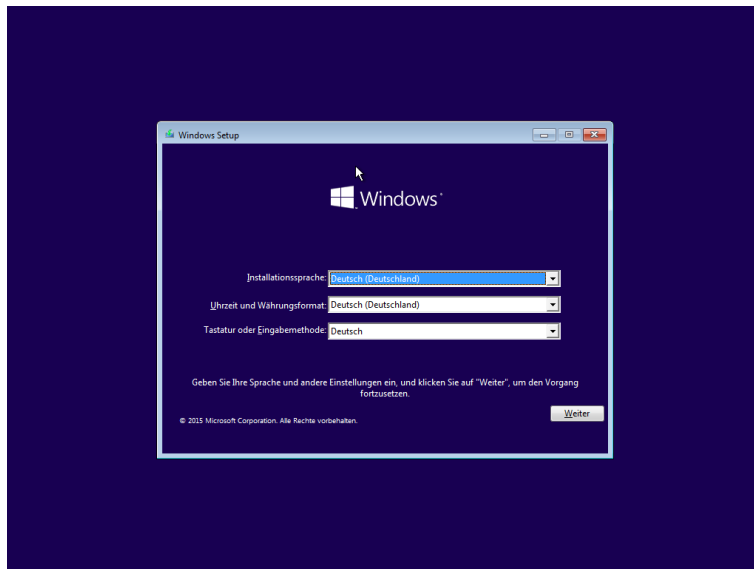 Windows Setup
Windows
Installationssprache: Deutsch (Deutschland)
Uhrzeit und Währungsformat: Deutsch (Deutschland)
Tastatur oder Eingabemethode: Deutsch
Geben Sie Ihre Sprache und andere Einstellungen ein, und klicken Sie auf "Weiter", um den Vorgang
fortzusetzen.
Weiter
© 2015 Microsoft Corporation. Alle Rechte vorbehalten.